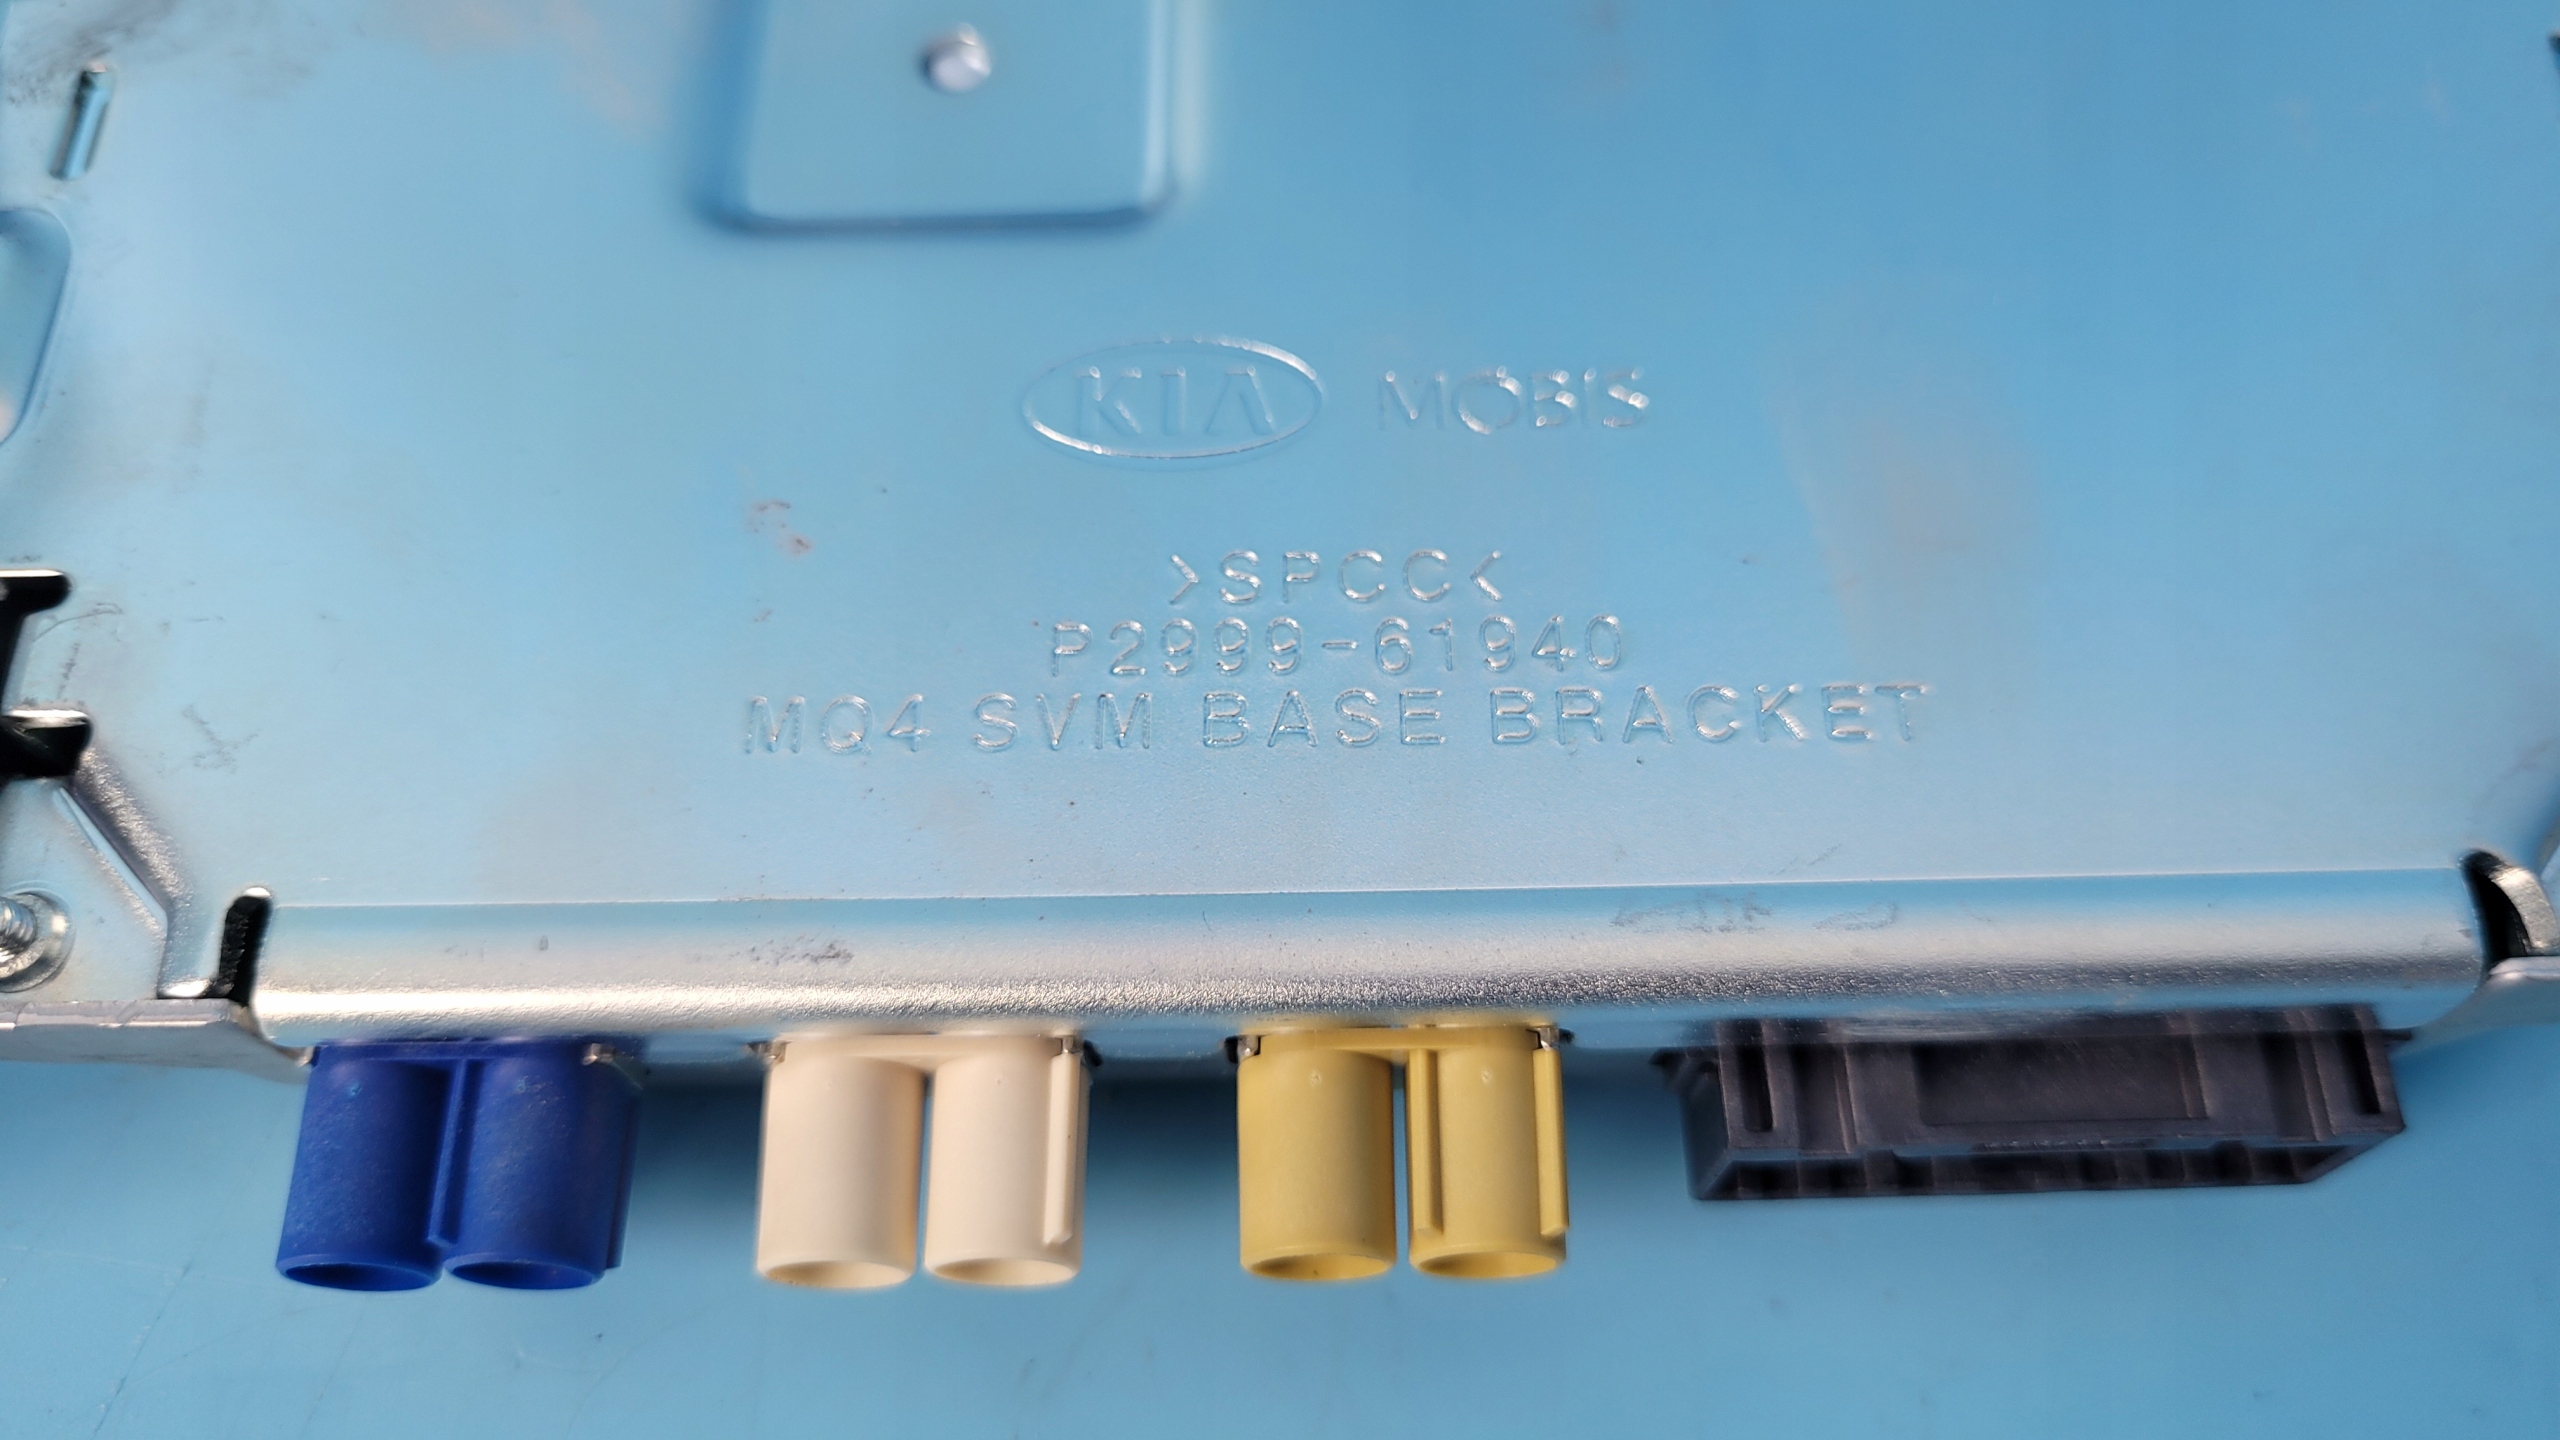 KIA MOBIS
>SPCC<
P2999-61940
MQ4 SVM BASE BRACKET